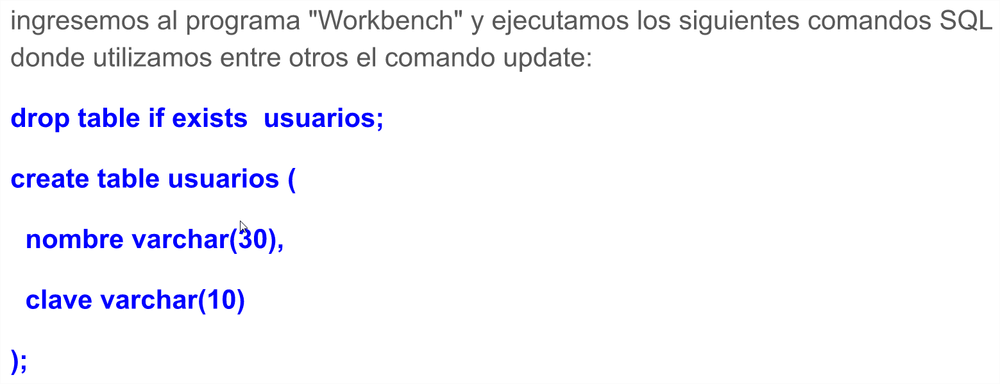 ingresemos al programa "Workbench" y ejecutamos los siguientes comandos SQL
donde utilizamos entre otros el comando update:
drop table if exists  usuarios;
create table usuarios (
  nombre varchar(30),
  clave varchar(10)
);